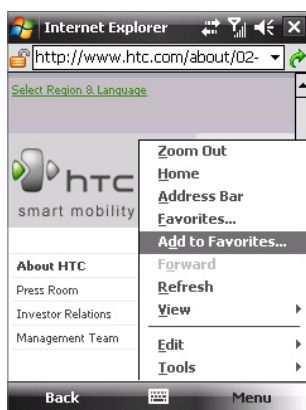 Internet Explorer
http://www.htc.com/about/02-
Select Region & Language
htc
smart mobility
About HTC
Press Room
Investor Relations
Management Team
Zoom Out
Home
Address Bar
Favorites...
Add to Favorites...
Forward
Refresh
View
Edit
Tools
Back
Menu